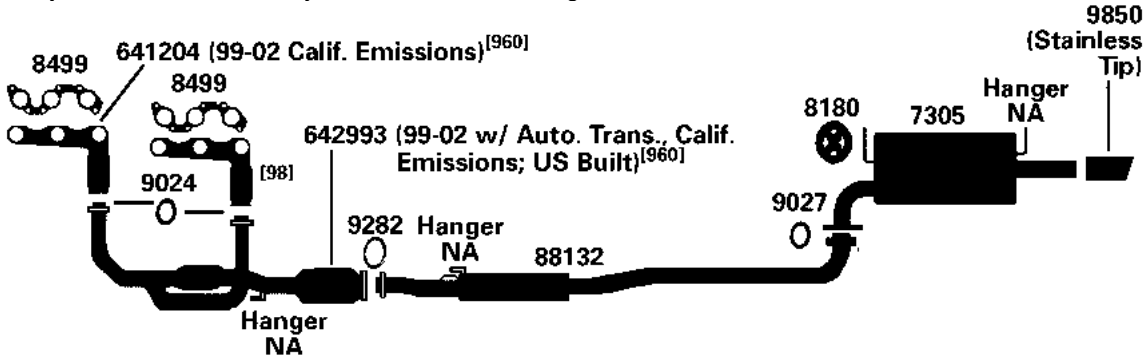 9850
(Stainless
Tip)
641204 (99-02 Calif. Emissions)[960]
8499
8499
Hanger
NA
8180
7305
642993 (99-02 w/ Auto. Trans., Calif.
Emissions; US Built)[960]
[98]
9024
9027
9282
Hanger
NA
88132
Hanger
NA